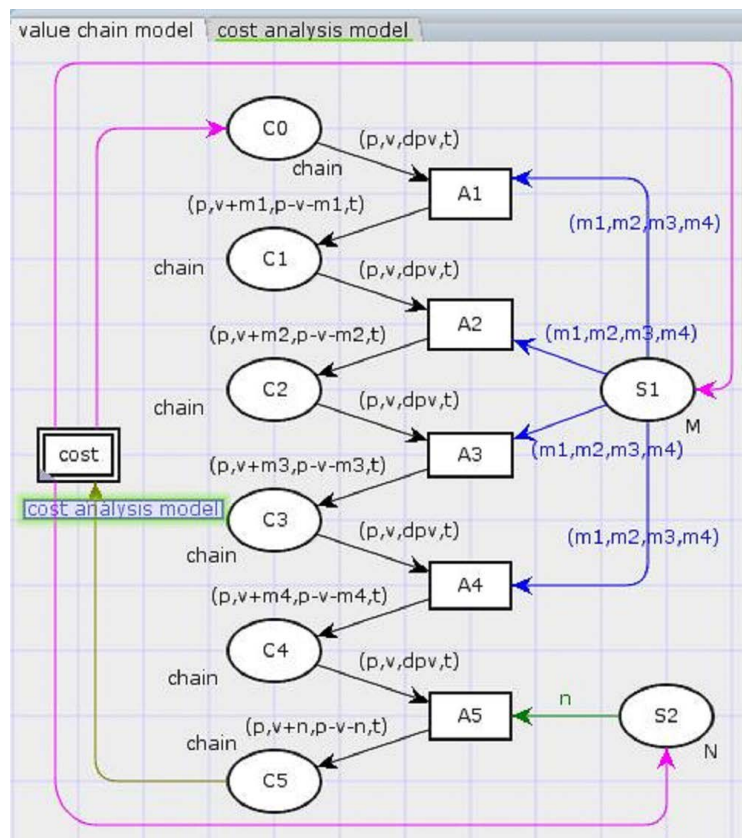 value chain model cost analysis model
C0
(p,v,dpv,t)
chain
A1
(p,v+m1,p-v-m1,t)
(m1,m2,m3,m4)
C1
chain
(p,v,dpv,t)
A2
(p,v+m2,p-v-m2,t)
(m1,m2,m3,m4)
C2
chain
S1
M
(p,v,dpv,t)
A3
cost
(m1,m2,m3,m4)
(p,v+m3,p-v-m3,t)
cost analysis model
C3
chain
(p,v,dpv,t)
(m1,m2,m3,m4)
A4
(p,v+m4,p-v-m4,t)
C4
chain
(p,v,dpv,t)
n
A5
S2
N
(p,v+n,p-v-n,t)
chain
C5